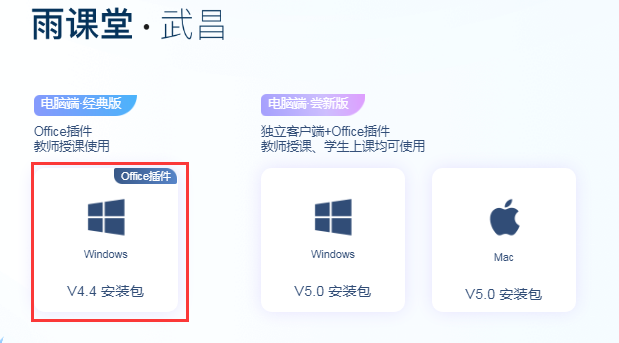 雨课堂·武昌
电脑端·经典版
Office插件
教师授课使用
Office插件
Windows
V4.4 安装包
电脑端·尝新版
独立客户端+Office插件
教师授课、学生上课均可使用
Windows
V5.0 安装包
Mac
V5.0 安装包